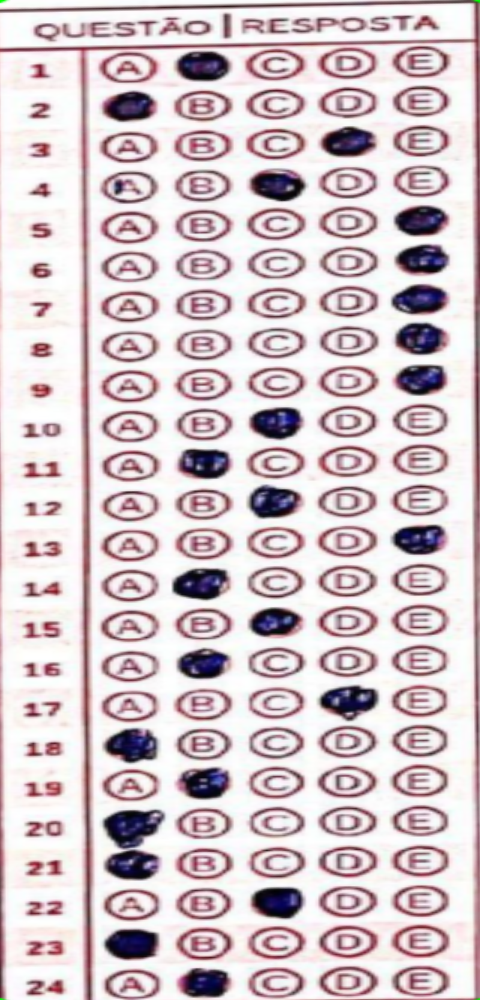 QUESTÃO | RESPOSTA
1 A C D E
2 B C D E
3 A B C E
4 A B D E
5 A B C D
6 A B C D
7 A B C D
8 A B C D
9 A B C D
10 A B D E
11 A C D E
12 A B D E
13 A B C D
14 A C D E
15 A B D E
16 A C D E
17 A B C E
18 B C D E
19 A C D E
20 B C D E
21 B C D E
22 A B D E
23 B C D E
24 A C D E